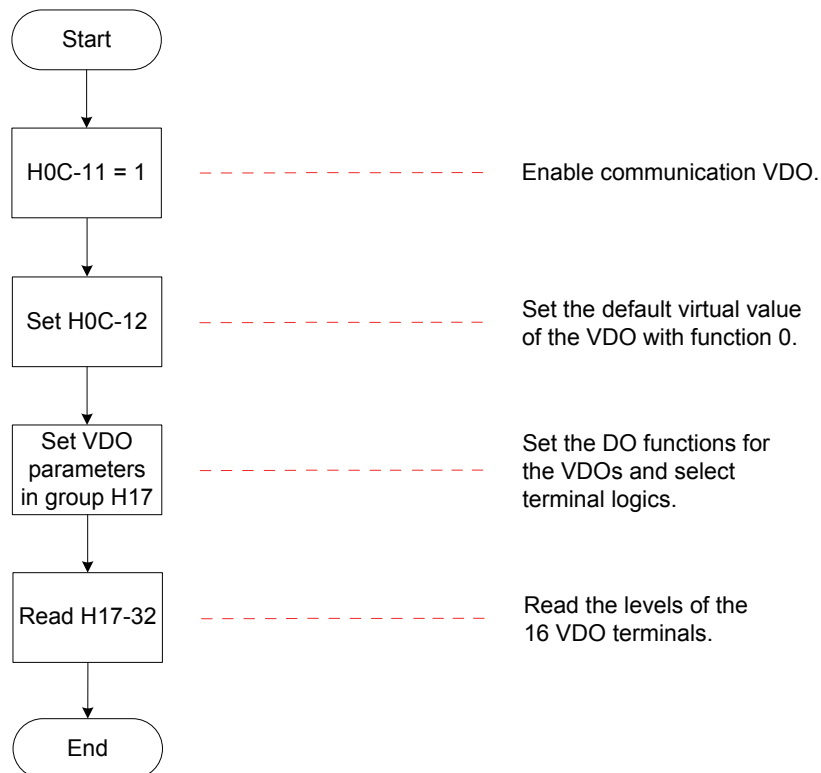 Start
H0C-11 = 1
Enable communication VDO.
Set H0C-12
Set the default virtual value
of the VDO with function 0.
Set VDO
parameters
in group H17
Set the DO functions for
the VDOs and select
terminal logics.
Read H17-32
Read the levels of the
16 VDO terminals.
End